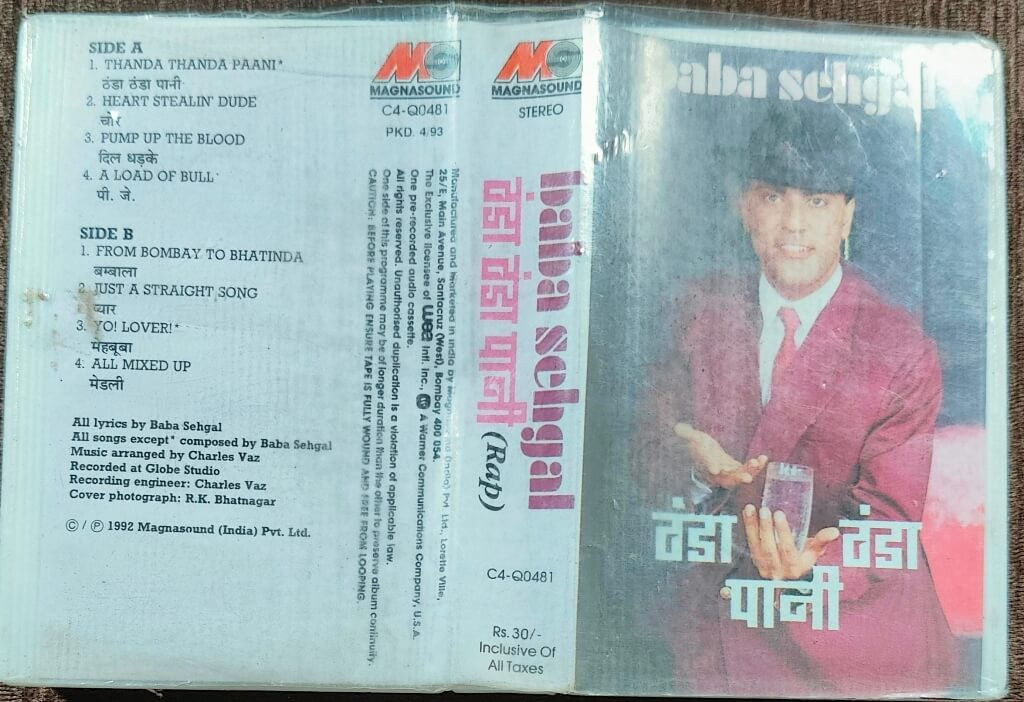 SIDE A
1. THANDA THANDA PAANI*
ठंडा ठंडा पानी
2. HEART STEALIN' DUDE
चोर
3. PUMP UP THE BLOOD
दिल धड़के
4. A LOAD OF BULL
पी. जे.
SIDE B
1. FROM BOMBAY TO BHATINDA
बम्बाला
2. JUST A STRAIGHT SONG
प्यार
3. YO! LOVER!*
महबूबा
4. ALL MIXED UP
मेडली
All lyrics by Baba Sehgal
All songs except* composed by Baba Sehgal
Music arranged by Charles Vaz
Recorded at Globe Studio
Recording engineer: Charles Vaz
Cover photograph: R.K. Bhatnagar
©/℗ 1992 Magnasound (India) Pvt. Ltd.
MAGNASOUND
C4-Q0481
PKD. 4/93
Manufactured and marketed in India by (India) Pvt. Ltd., Loretto Ville,
25/E, Main Avenue, Santacruz (West), Bombay 400 054.
The Exclusive licensee of wea Intl. Inc., A Warner Communications Company, U.S.A.
One pre-recorded audio cassette.
All rights reserved. Unauthorised duplication is a violation of applicable law.
One side of this programme may be of longer duration than the other to preserve album continuity.
CAUTION: BEFORE PLAYING ENSURE TAPE IS FULLY WOUND AND FREE FROM LOOPING.
MAGNASOUND
STEREO
baba sehgal
ठंडा ठंडा पानी (Rap)
C4-Q0481
Rs. 30/-
Inclusive Of
All Taxes
baba sehgal
ठंडा ठंडा
पानी